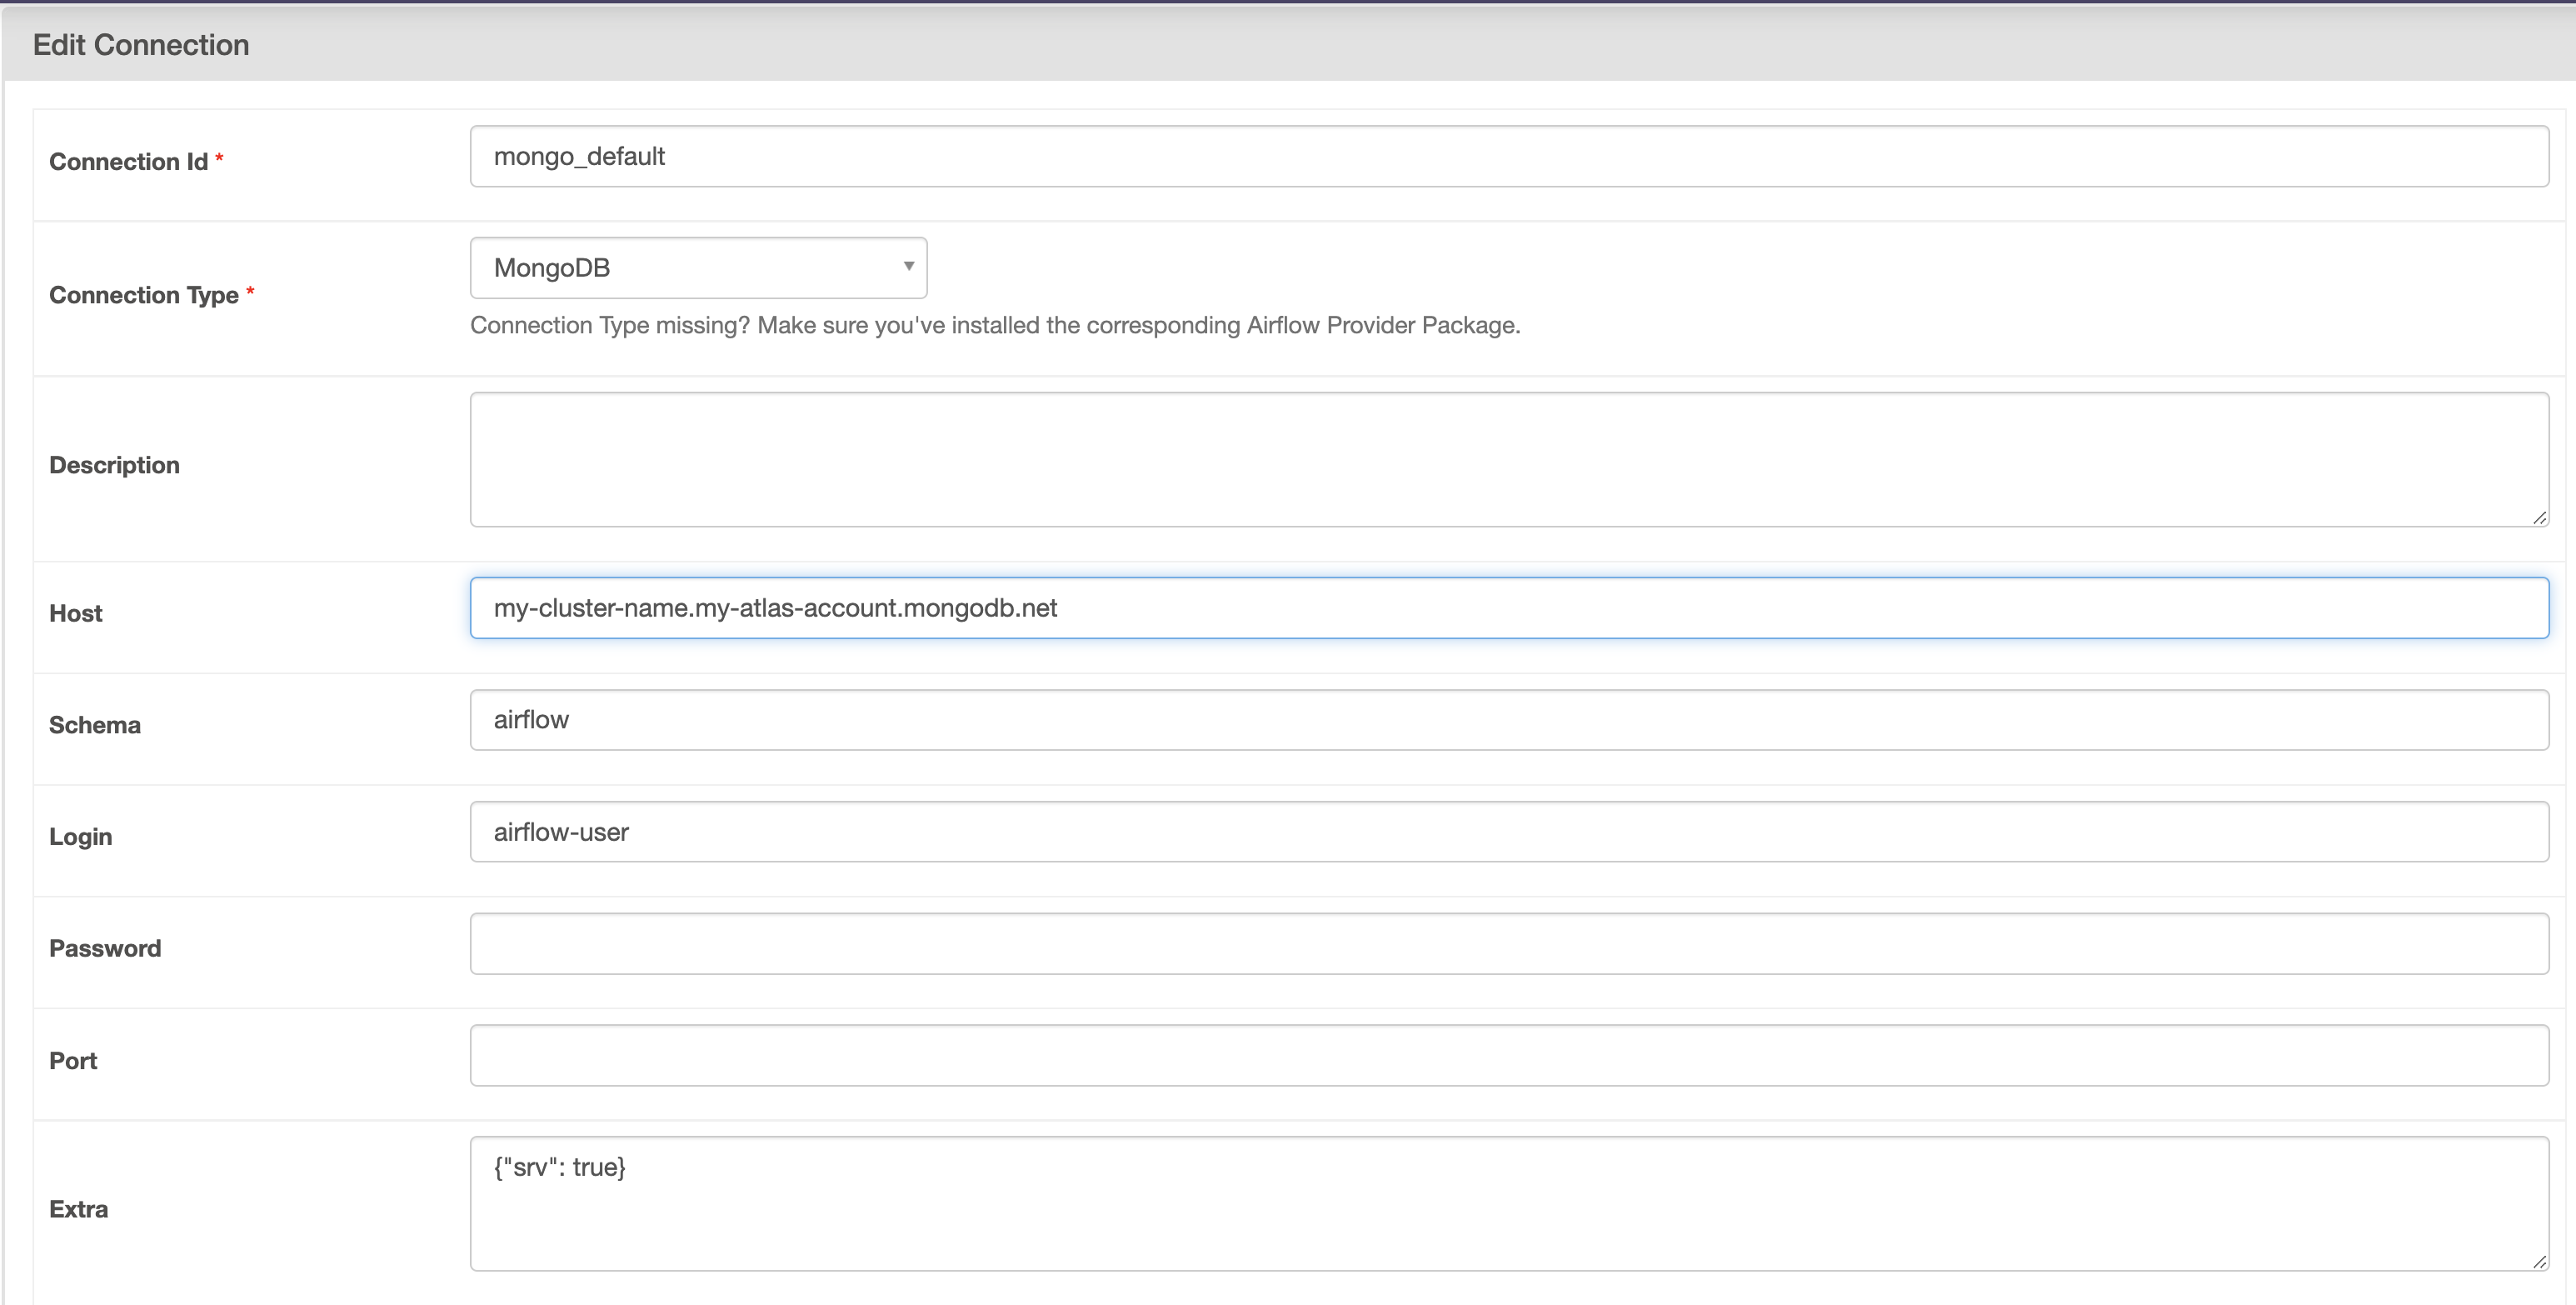 Edit Connection
Connection Id *
mongo_default
Connection Type *
MongoDB
Connection Type missing? Make sure you've installed the corresponding Airflow Provider Package.
Description
Host
my-cluster-name.my-atlas-account.mongodb.net
Schema
airflow
Login
airflow-user
Password
Port
Extra
{"srv": true}